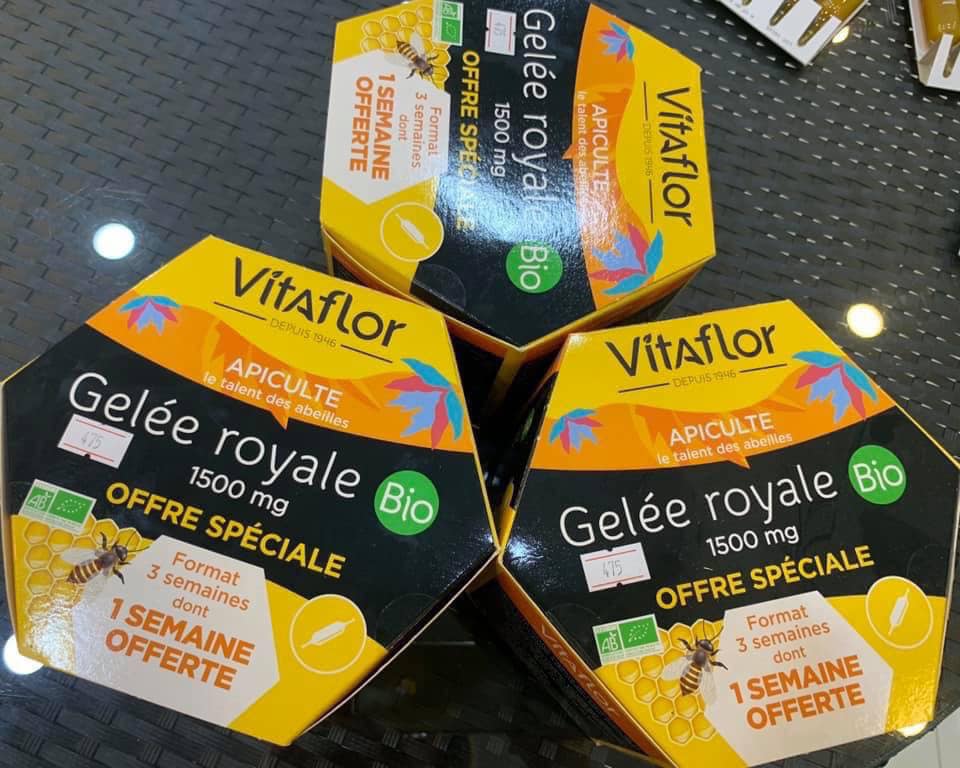 Vitaflor
DEPUIS 1946
APICULTE
le talent des abeilles
Gelée royale
1500 mg
Bio
475
OFFRE SPÉCIALE
Format
3 semaines
dont
1 SEMAINE
OFFERTE
Vitaflor
DEPUIS 1946
APICULTE
le talent des abeilles
Gelée royale
475
1500 mg
Bio
AB
OFFRE SPÉCIALE
Format
3 semaines
dont
1 SEMAINE
OFFERTE
Vitaflor
DEPUIS 1946
APICULTE
le talent des abeilles
Gelée royale
Bio
1500 mg
475
OFFRE SPÉCIALE
AB
Format
3 semaines
dont
1 SEMAINE
OFFERTE
Vitaflor